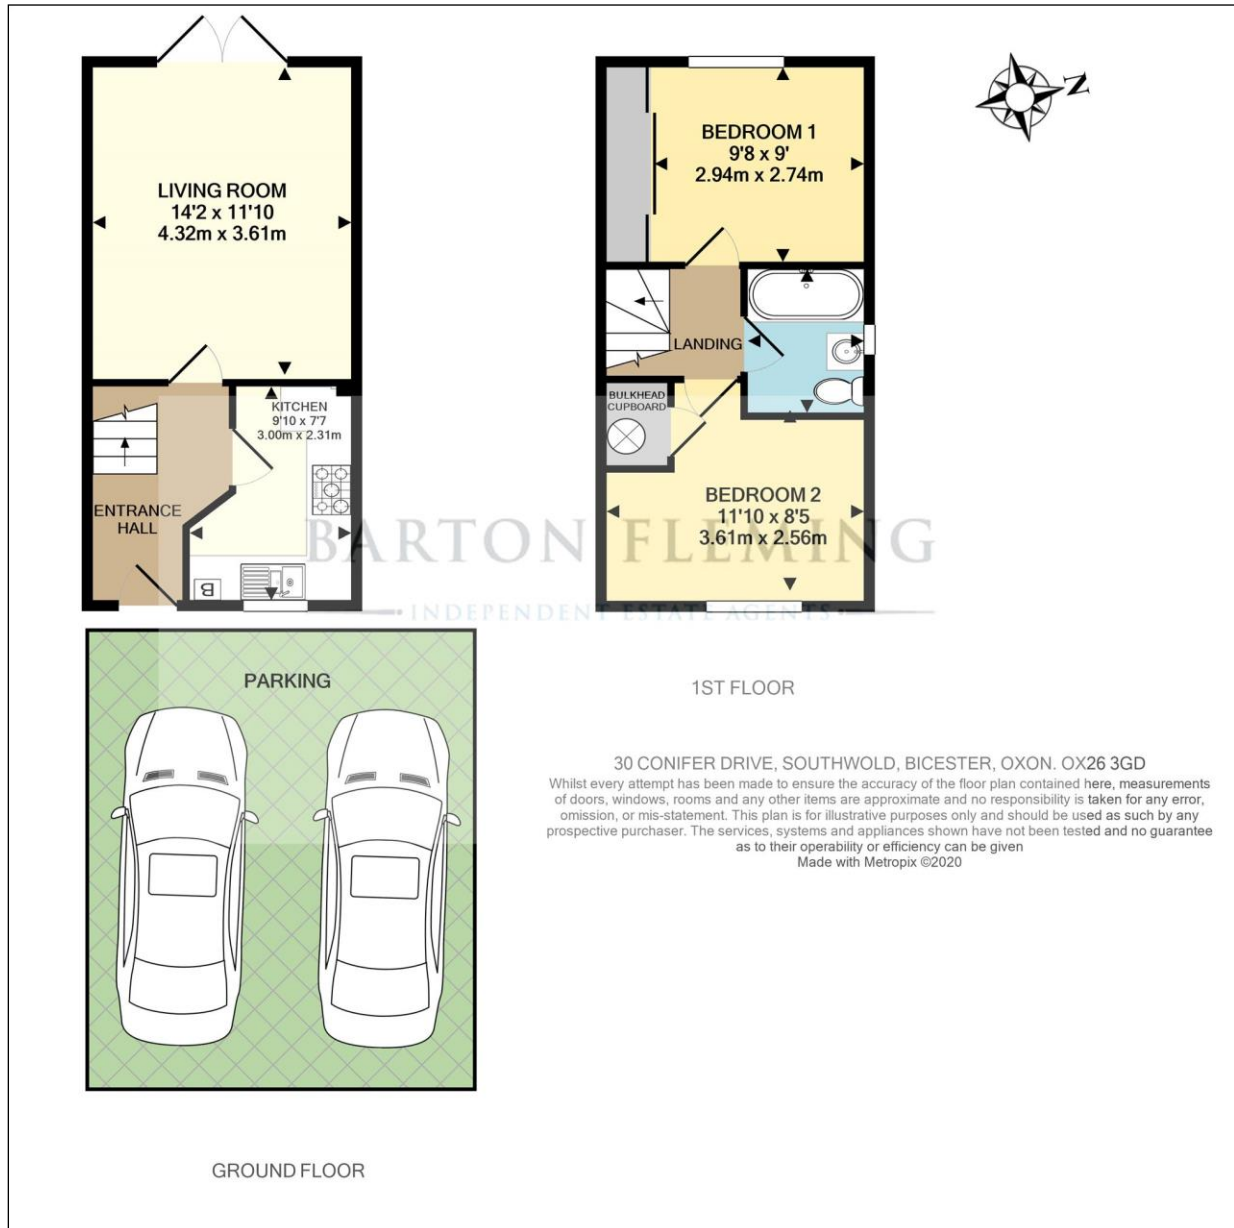 N
LIVING ROOM
14'2 x 11'10
4.32m x 3.61m
KITCHEN
9'10 x 7'7
3.00m x 2.31m
ENTRANCE
HALL
B
PARKING
GROUND FLOOR
BEDROOM 1
9'8 x 9'
2.94m x 2.74m
LANDING
BULKHEAD
CUPBOARD
BEDROOM 2
11'10 x 8'5
3.61m x 2.56m
1ST FLOOR
BARTON FLEMING
INDEPENDENT ESTATE AGENTS
30 CONIFER DRIVE, SOUTHWOLD, BICESTER, OXON. OX26 3GD
Whilst every attempt has been made to ensure the accuracy of the floor plan contained here, measurements
of doors, windows, rooms and any other items are approximate and no responsibility is taken for any error,
omission, or mis-statement. This plan is for illustrative purposes only and should be used as such by any
prospective purchaser. The services, systems and appliances shown have not been tested and no guarantee
as to their operability or efficiency can be given
Made with Metropix ©2020